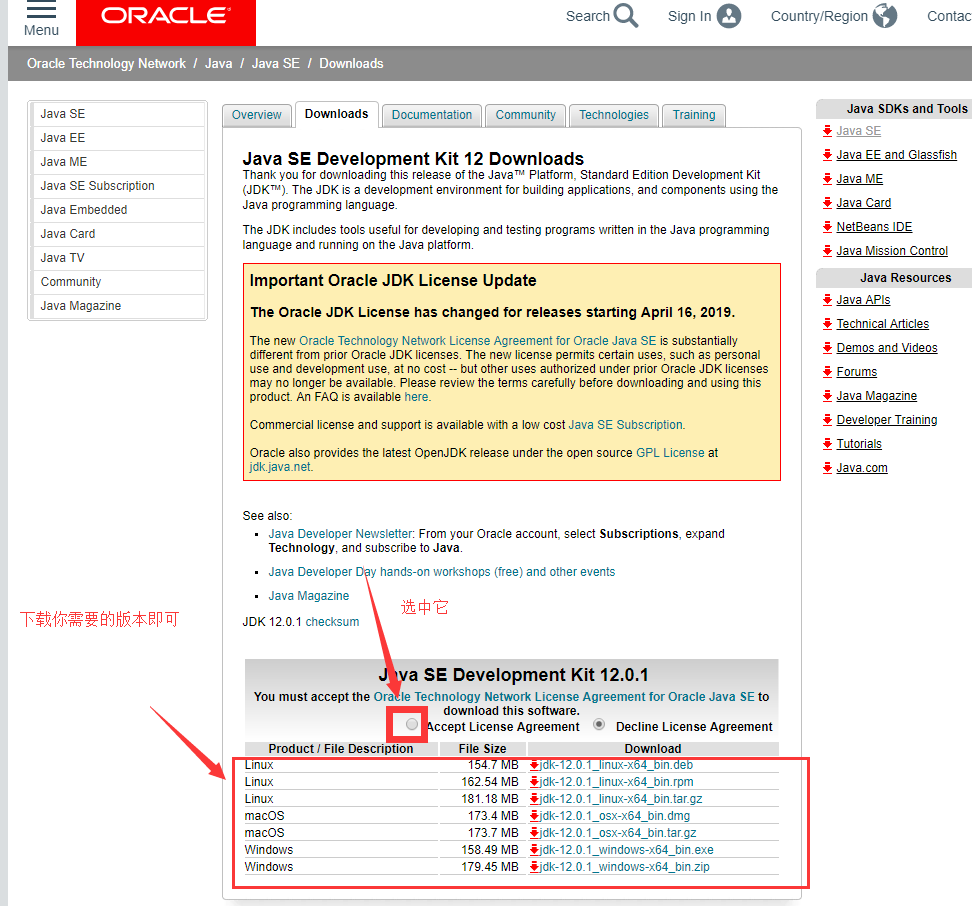 Menu
ORACLE
Search
Sign In
Country/Region
Contac
Oracle Technology Network / Java / Java SE / Downloads
Java SE
Java EE
Java ME
Java SE Subscription
Java Embedded
Java Card
Java TV
Community
Java Magazine
Overview
Downloads
Documentation
Community
Technologies
Training
Java SE Development Kit 12 Downloads
Thank you for downloading this release of the Java™ Platform, Standard Edition Development Kit
(JDK™). The JDK is a development environment for building applications, and components using the
Java programming language.
The JDK includes tools useful for developing and testing programs written in the Java programming
language and running on the Java platform.
Important Oracle JDK License Update
The Oracle JDK License has changed for releases starting April 16, 2019.
The new Oracle Technology Network License Agreement for Oracle Java SE is substantially
different from prior Oracle JDK licenses. The new license permits certain uses, such as personal
use and development use, at no cost -- but other uses authorized under prior Oracle JDK licenses
may no longer be available. Please review the terms carefully before downloading and using this
product. An FAQ is available here.
Commercial license and support is available with a low cost Java SE Subscription.
Oracle also provides the latest OpenJDK release under the open source GPL License at
jdk.java.net.
See also:
Java Developer Newsletter: From your Oracle account, select Subscriptions, expand
Technology, and subscribe to Java.
Java Developer Day hands-on workshops (free) and other events
Java Magazine
JDK 12.0.1 checksum
选中它
下载你需要的版本即可
Java SE Development Kit 12.0.1
You must accept the Oracle Technology Network License Agreement for Oracle Java SE to
download this software.
Accept License Agreement Decline License Agreement
Product / File Description File Size Download
Linux 154.7 MB jdk-12.0.1_linux-x64_bin.deb
Linux 162.54 MB jdk-12.0.1_linux-x64_bin.rpm
Linux 181.18 MB jdk-12.0.1_linux-x64_bin.tar.gz
macOS 173.4 MB jdk-12.0.1_osx-x64_bin.dmg
macOS 173.7 MB jdk-12.0.1_osx-x64_bin.tar.gz
Windows 158.49 MB jdk-12.0.1_windows-x64_bin.exe
Windows 179.45 MB jdk-12.0.1_windows-x64_bin.zip
Java SDKs and Tools
Java SE
Java EE and Glassfish
Java ME
Java Card
NetBeans IDE
Java Mission Control
Java Resources
Java APIs
Technical Articles
Demos and Videos
Forums
Java Magazine
Developer Training
Tutorials
Java.com